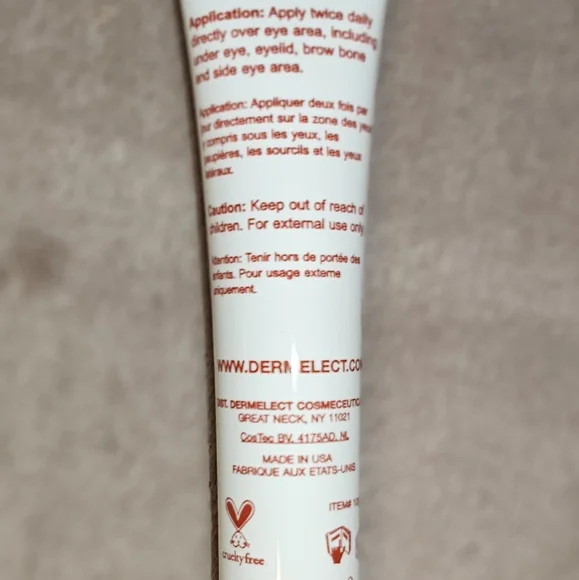 Application: Apply twice daily
directly over eye area, including
under eye, eyelid, brow bone
and side eye area.
Application: Appliquer deux fois par
jour directement sur la zone des yeux
y compris sous les yeux, les
paupières, les sourcils et les yeux
latéraux.
Caution: Keep out of reach of
children. For external use only
Attention: Tenir hors de portée des
enfants. Pour usage externe
uniquement.
WWW.DERMELECT.CO
DIST. DERMELECT COSMECEUTIC
GREAT NECK, NY 11021
CosTec BV, 4175AD, NL
MADE IN USA
FABRIQUE AUX ETATS-UNIS
ITEM#
cruelty free